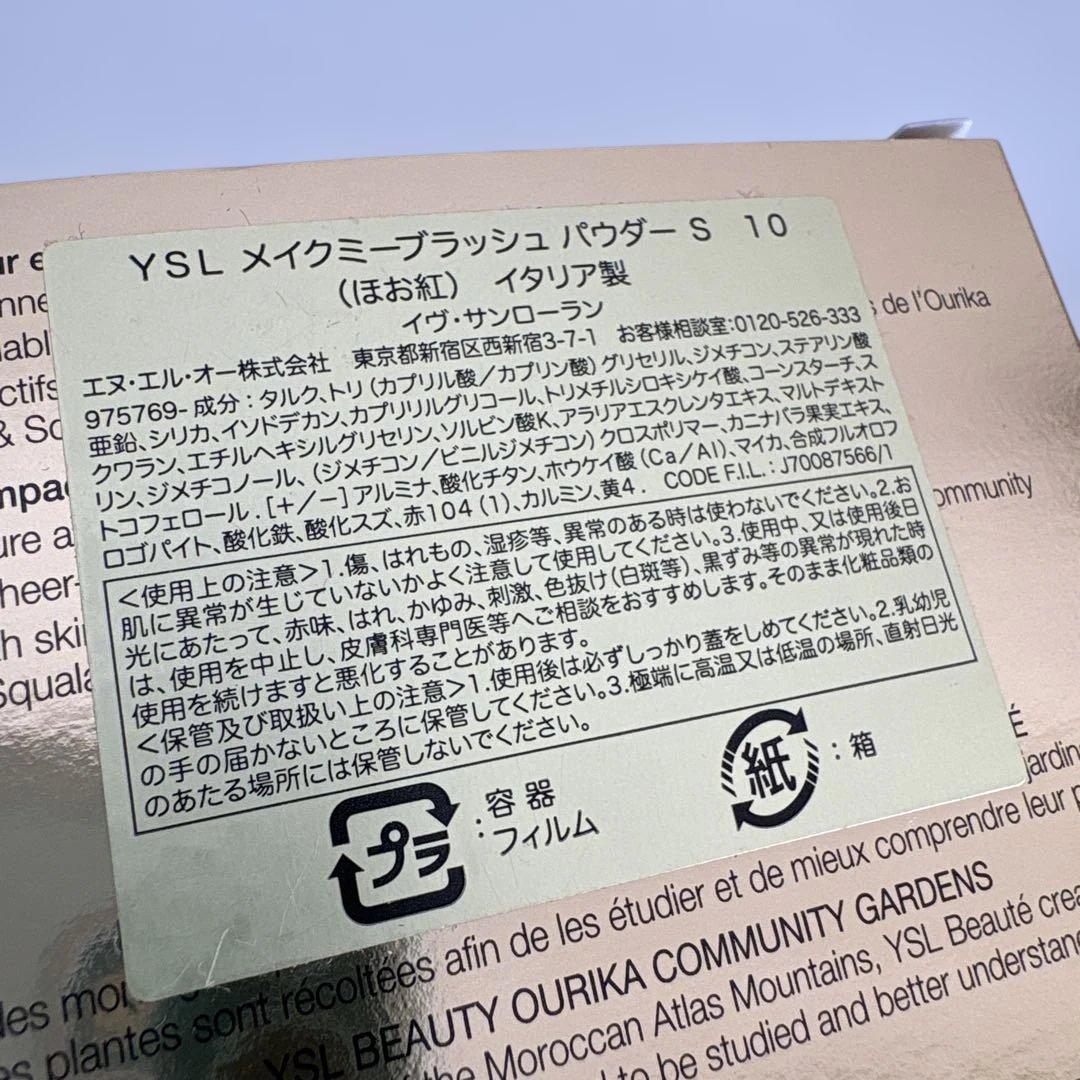 YSL メイクミーブラッシュ パウダー S 10
(ほお紅) イタリア製
イヴ・サンローラン
エヌ・エル・オー株式会社 東京都新宿区西新宿3-7-1 お客様相談室:0120-526-333
975769- 成分:タルク、トリ(カプリル酸/カプリン酸)グリセリル、ジメチコン、ステアリン酸
亜鉛、シリカ、イソドデカン、カプリリルグリコール、トリメチルシロキシケイ酸、コーンスターチ、ス
クワラン、エチルヘキシルグリセリン、ソルビン酸K、アラリアエスクレンタエキス、マルトデキスト
リン、ジメチコノール、(ジメチコン/ビニルジメチコン)クロスポリマー、カニナバラ果実エキス、
トコフェロール.[+/-]アルミナ、酸化チタン、ホウケイ酸(Ca/Al)、マイカ、合成フルオロフ
ロゴパイト、酸化鉄、酸化スズ、赤104(1)、カルミン、黄4. CODE F.I.L.: J70087566/1
<使用上の注意>1.傷、はれもの、湿疹等、異常のある時は使わないでください。2.お
肌に異常が生じていないかよく注意して使用してください。3.使用中、又は使用後日
光にあたって、赤味、はれ、かゆみ、刺激、色抜け(白斑等)、黒ずみ等の異常が現れた時
は、使用を中止し、皮膚科専門医等へご相談をおすすめします。そのまま化粧品類の
使用を続けますと悪化することがあります。
<保管及び取扱い上の注意>1.使用後は必ずしっかり蓋をしめてください。2.乳幼児
の手の届かないところに保管してください。3.極端に高温又は低温の場所、直射日光
のあたる場所には保管しないでください。
プラ :容器
:フィルム
紙 :箱
de l'Ourika
ommunity
É
jardin
des mo
es plantes sont récoltées afin de les étudier et de mieux comprendre leur
YSL BEAUTY OURIKA COMMUNITY GARDENS
the Moroccan Atlas Mountains, YSL Beauté crea
to be studied and better understan